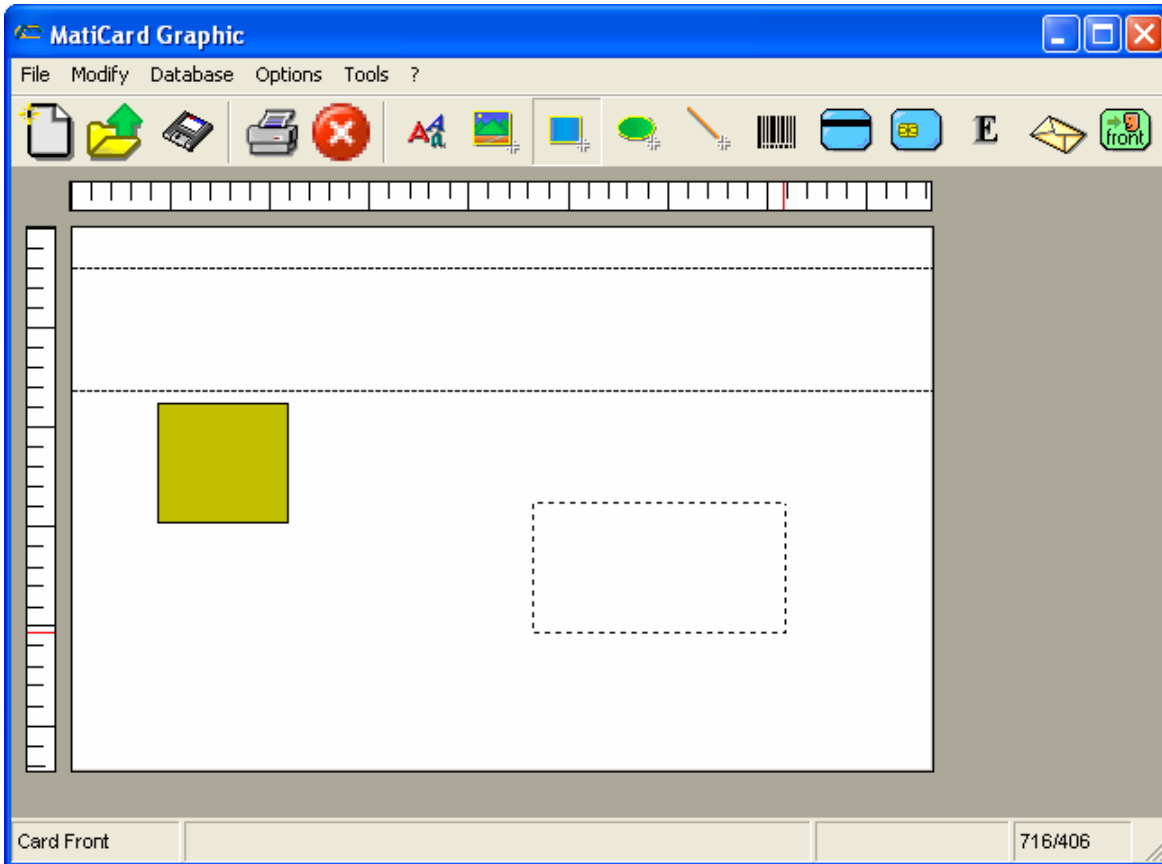 MatiCard Graphic
File Modify Database Options Tools ?
E
front
Card Front
716/406